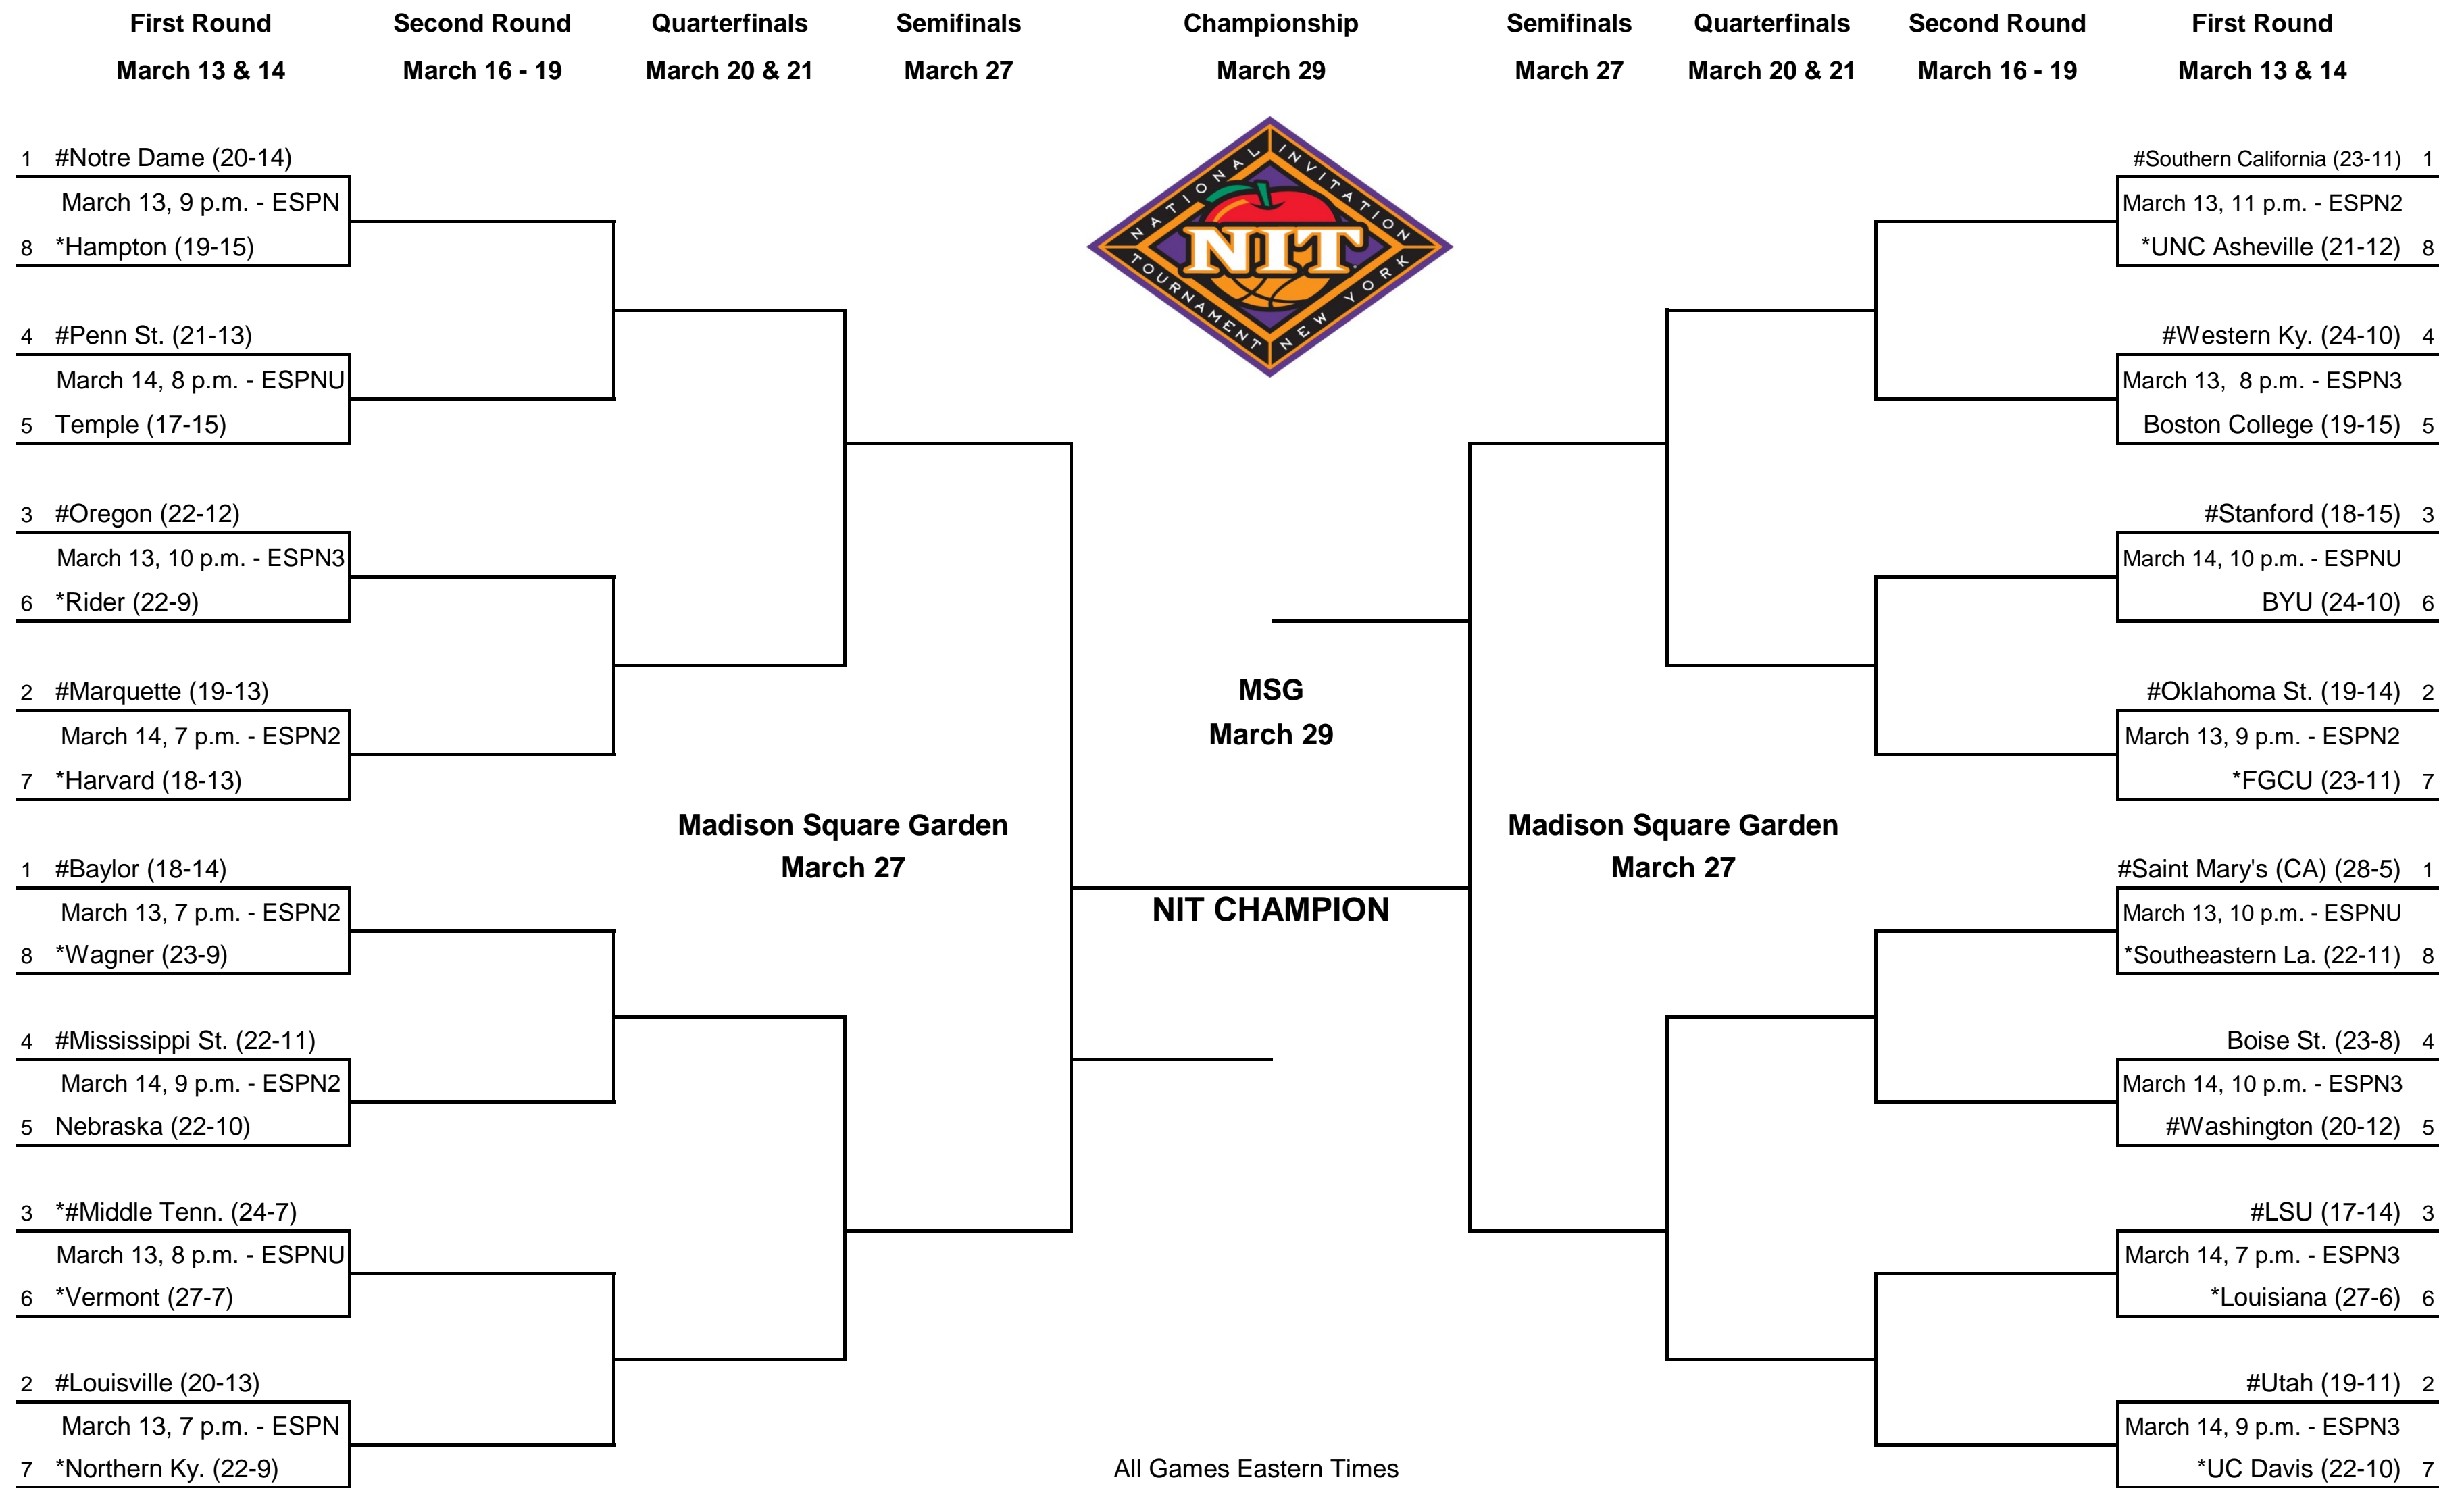 First Round Second Round Quarterfinals Semifinals Championship Semifinals Quarterfinals Second Round First Round
March 13 & 14 March 16 - 19 March 20 & 21 March 27 March 29 March 27 March 20 & 21 March 16 - 19 March 13 & 14
NATIONAL INVITATION
NIT
TOURNAMENT NEW YORK
1 #Notre Dame (20-14)
March 13, 9 p.m. - ESPN
8 *Hampton (19-15)
4 #Penn St. (21-13)
March 14, 8 p.m. - ESPNU
5 Temple (17-15)
3 #Oregon (22-12)
March 13, 10 p.m. - ESPN3
6 *Rider (22-9)
2 #Marquette (19-13)
March 14, 7 p.m. - ESPN2
7 *Harvard (18-13)
1 #Baylor (18-14)
March 13, 7 p.m. - ESPN2
8 *Wagner (23-9)
4 #Mississippi St. (22-11)
March 14, 9 p.m. - ESPN2
5 Nebraska (22-10)
3 *#Middle Tenn. (24-7)
March 13, 8 p.m. - ESPNU
6 *Vermont (27-7)
2 #Louisville (20-13)
March 13, 7 p.m. - ESPN
7 *Northern Ky. (22-9)
Madison Square Garden
March 27
MSG
March 29
NIT CHAMPION
All Games Eastern Times
Madison Square Garden
March 27
#Southern California (23-11) 1
March 13, 11 p.m. - ESPN2
*UNC Asheville (21-12) 8
#Western Ky. (24-10) 4
March 13, 8 p.m. - ESPN3
Boston College (19-15) 5
#Stanford (18-15) 3
March 14, 10 p.m. - ESPNU
BYU (24-10) 6
#Oklahoma St. (19-14) 2
March 13, 9 p.m. - ESPN2
*FGCU (23-11) 7
#Saint Mary's (CA) (28-5) 1
March 13, 10 p.m. - ESPNU
*Southeastern La. (22-11) 8
Boise St. (23-8) 4
March 14, 10 p.m. - ESPN3
#Washington (20-12) 5
#LSU (17-14) 3
March 14, 7 p.m. - ESPN3
*Louisiana (27-6) 6
#Utah (19-11) 2
March 14, 9 p.m. - ESPN3
*UC Davis (22-10) 7